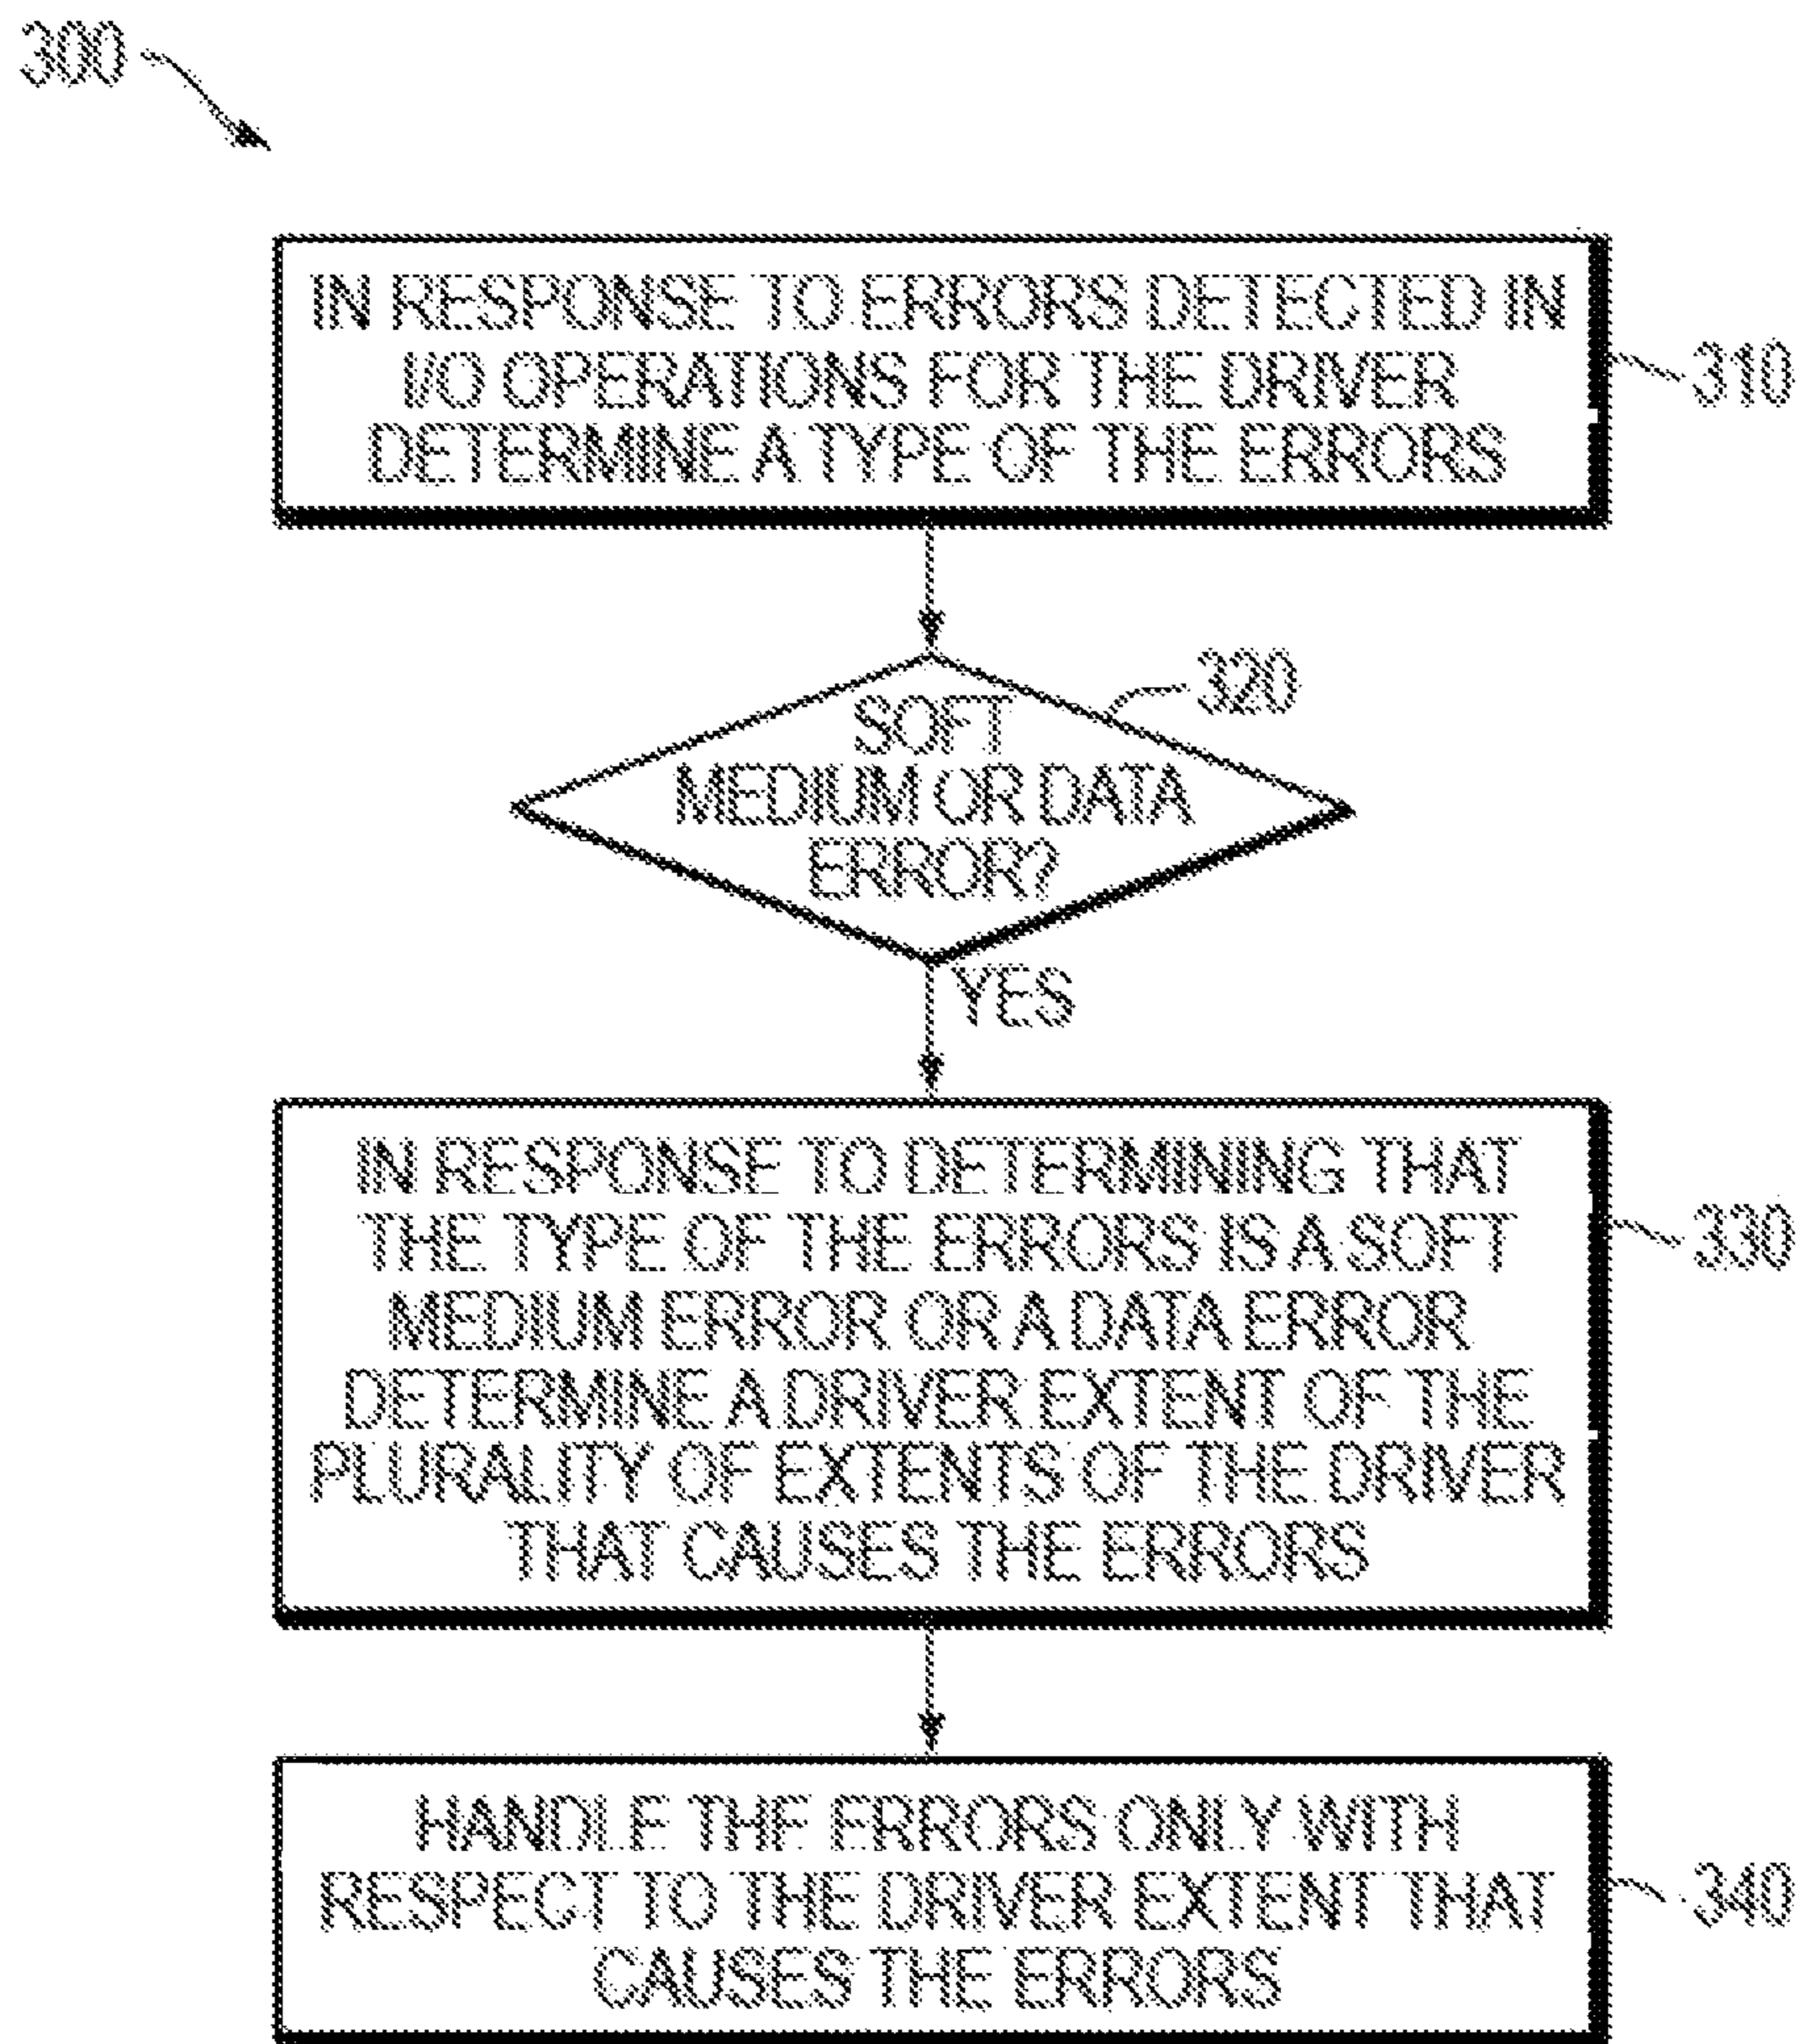 300
IN RESPONSE TO ERRORS DETECTED IN
I/O OPERATIONS FOR THE DRIVER
DETERMINE A TYPE OF THE ERRORS
310
320
SOFT
MEDIUM OR DATA
ERROR?
YES
IN RESPONSE TO DETERMINING THAT
THE TYPE OF THE ERRORS IS A SOFT
MEDIUM ERROR OR A DATA ERROR
DETERMINE A DRIVER EXTENT OF THE
PLURALITY OF EXTENTS OF THE DRIVER
THAT CAUSES THE ERRORS
330
HANDLE THE ERRORS ONLY WITH
RESPECT TO THE DRIVER EXTENT THAT
CAUSES THE ERRORS
340